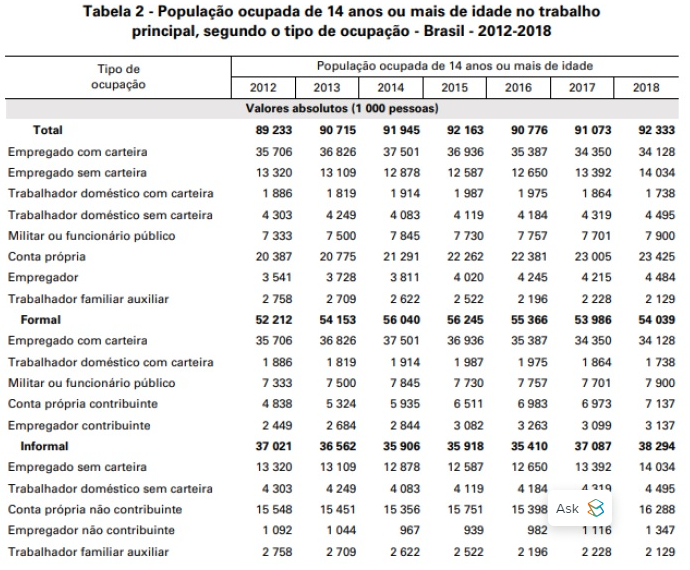 Tabela 2 - População ocupada de 14 anos ou mais de idade no trabalho
principal, segundo o tipo de ocupação - Brasil - 2012-2018
Tipo de
ocupação
População ocupada de 14 anos ou mais de idade
2012 2013 2014 2015 2016 2017 2018
Valores absolutos (1 000 pessoas)
Total 89 233 90 715 91 945 92 163 90 776 91 073 92 333
Empregado com carteira 35 706 36 826 37 501 36 936 35 387 34 350 34 128
Empregado sem carteira 13 320 13 109 12 878 12 587 12 650 13 392 14 034
Trabalhador doméstico com carteira 1 886 1 819 1 914 1 987 1 975 1 864 1 738
Trabalhador doméstico sem carteira 4 303 4 249 4 083 4 119 4 184 4 319 4 495
Militar ou funcionário público 7 333 7 500 7 845 7 730 7 757 7 701 7 900
Conta própria 20 387 20 775 21 291 22 262 22 381 23 005 23 425
Empregador 3 541 3 728 3 811 4 020 4 245 4 215 4 484
Trabalhador familiar auxiliar 2 758 2 709 2 622 2 522 2 196 2 228 2 129
Formal 52 212 54 153 56 040 56 245 55 366 53 986 54 039
Empregado com carteira 35 706 36 826 37 501 36 936 35 387 34 350 34 128
Trabalhador doméstico com carteira 1 886 1 819 1 914 1 987 1 975 1 864 1 738
Militar ou funcionário público 7 333 7 500 7 845 7 730 7 757 7 701 7 900
Conta própria contribuinte 4 838 5 324 5 935 6 511 6 983 6 973 7 137
Empregador contribuinte 2 449 2 684 2 844 3 082 3 263 3 099 3 137
Informal 37 021 36 562 35 906 35 918 35 410 37 087 38 294
Empregado sem carteira 13 320 13 109 12 878 12 587 12 650 13 392 14 034
Trabalhador doméstico sem carteira 4 303 4 249 4 083 4 119 4 184 4 319 4 495
Conta própria não contribuinte 15 548 15 451 15 356 15 751 15 398 Ask 16 288
Empregador não contribuinte 1 092 1 044 967 939 982 1 116 1 347
Trabalhador familiar auxiliar 2 758 2 709 2 622 2 522 2 196 2 228 2 129